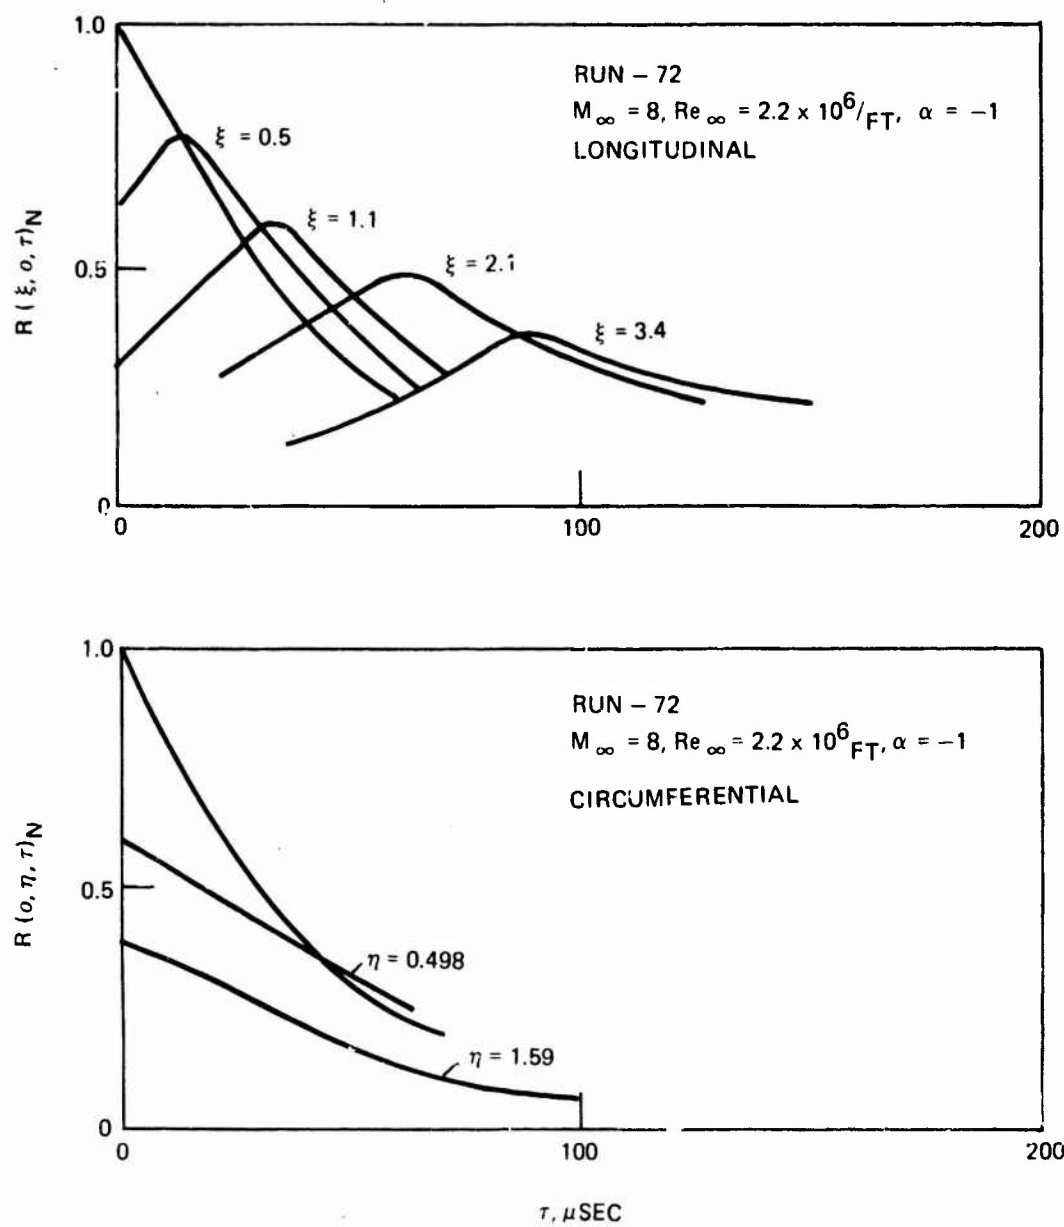 1.0
RUN – 72
M∞ = 8, Re∞ = 2.2 x 10⁶/FT, α = −1
LONGITUDINAL
ξ = 0.5
ξ = 1.1
ξ = 2.1
ξ = 3.4
R (ξ, o, τ)N
0.5
0
0
100
200
1.0
RUN – 72
M∞ = 8, Re∞ = 2.2 x 10⁶FT, α = −1
CIRCUMFERENTIAL
R (o, η, τ)N
0.5
η = 0.498
η = 1.59
0
0
100
200
τ, μSEC